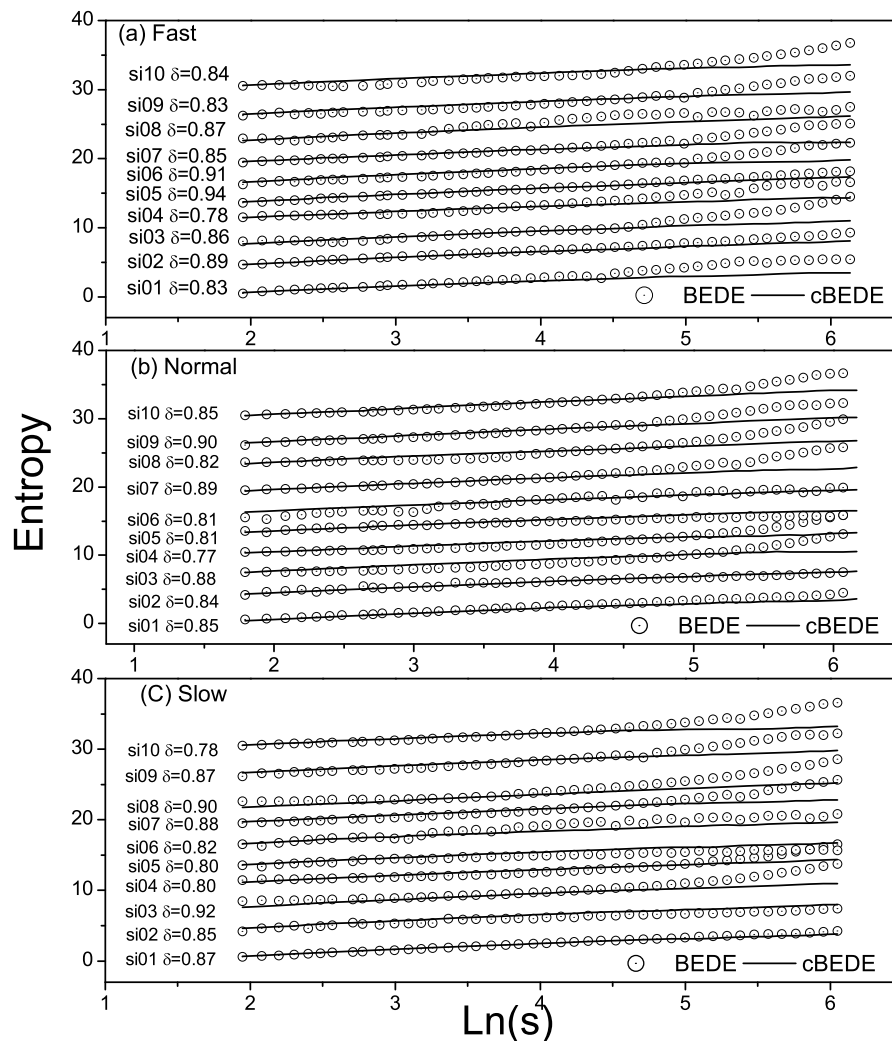 (a) Fast
40
30
20
10
0
si10 δ=0.84
si09 δ=0.83
si08 δ=0.87
si07 δ=0.85
si06 δ=0.91
si05 δ=0.94
si04 δ=0.78
si03 δ=0.86
si02 δ=0.89
si01 δ=0.83
BEDE cBEDE
1 2 3 4 5 6
(b) Normal
40
30
20
10
0
si10 δ=0.85
si09 δ=0.90
si08 δ=0.82
si07 δ=0.89
si06 δ=0.81
si05 δ=0.81
si04 δ=0.77
si03 δ=0.88
si02 δ=0.84
si01 δ=0.85
BEDE cBEDE
1 2 3 4 5 6
Entropy
(C) Slow
40
30
20
10
0
si10 δ=0.78
si09 δ=0.87
si08 δ=0.90
si07 δ=0.88
si06 δ=0.82
si05 δ=0.80
si04 δ=0.80
si03 δ=0.92
si02 δ=0.85
si01 δ=0.87
BEDE cBEDE
1 2 3 4 5 6
Ln(s)